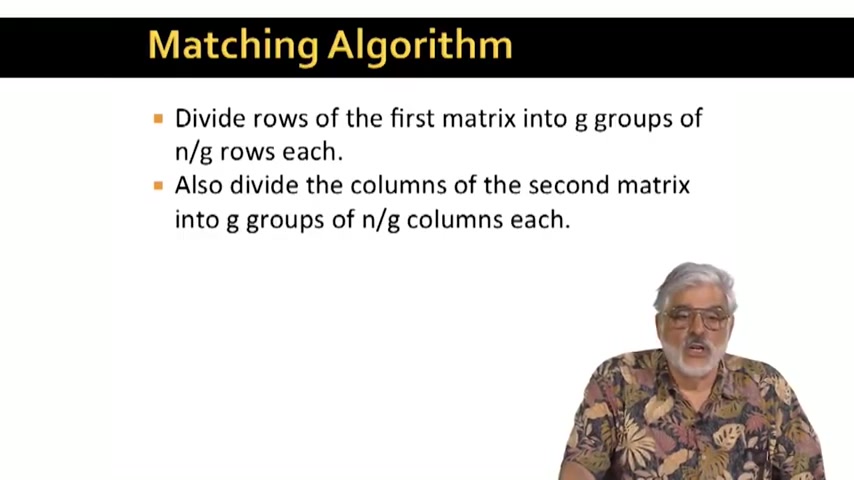 Matching Algorithm
Divide rows of the first matrix into g groups of
n/g rows each.
Also divide the columns of the second matrix
into g groups of n/g columns each.